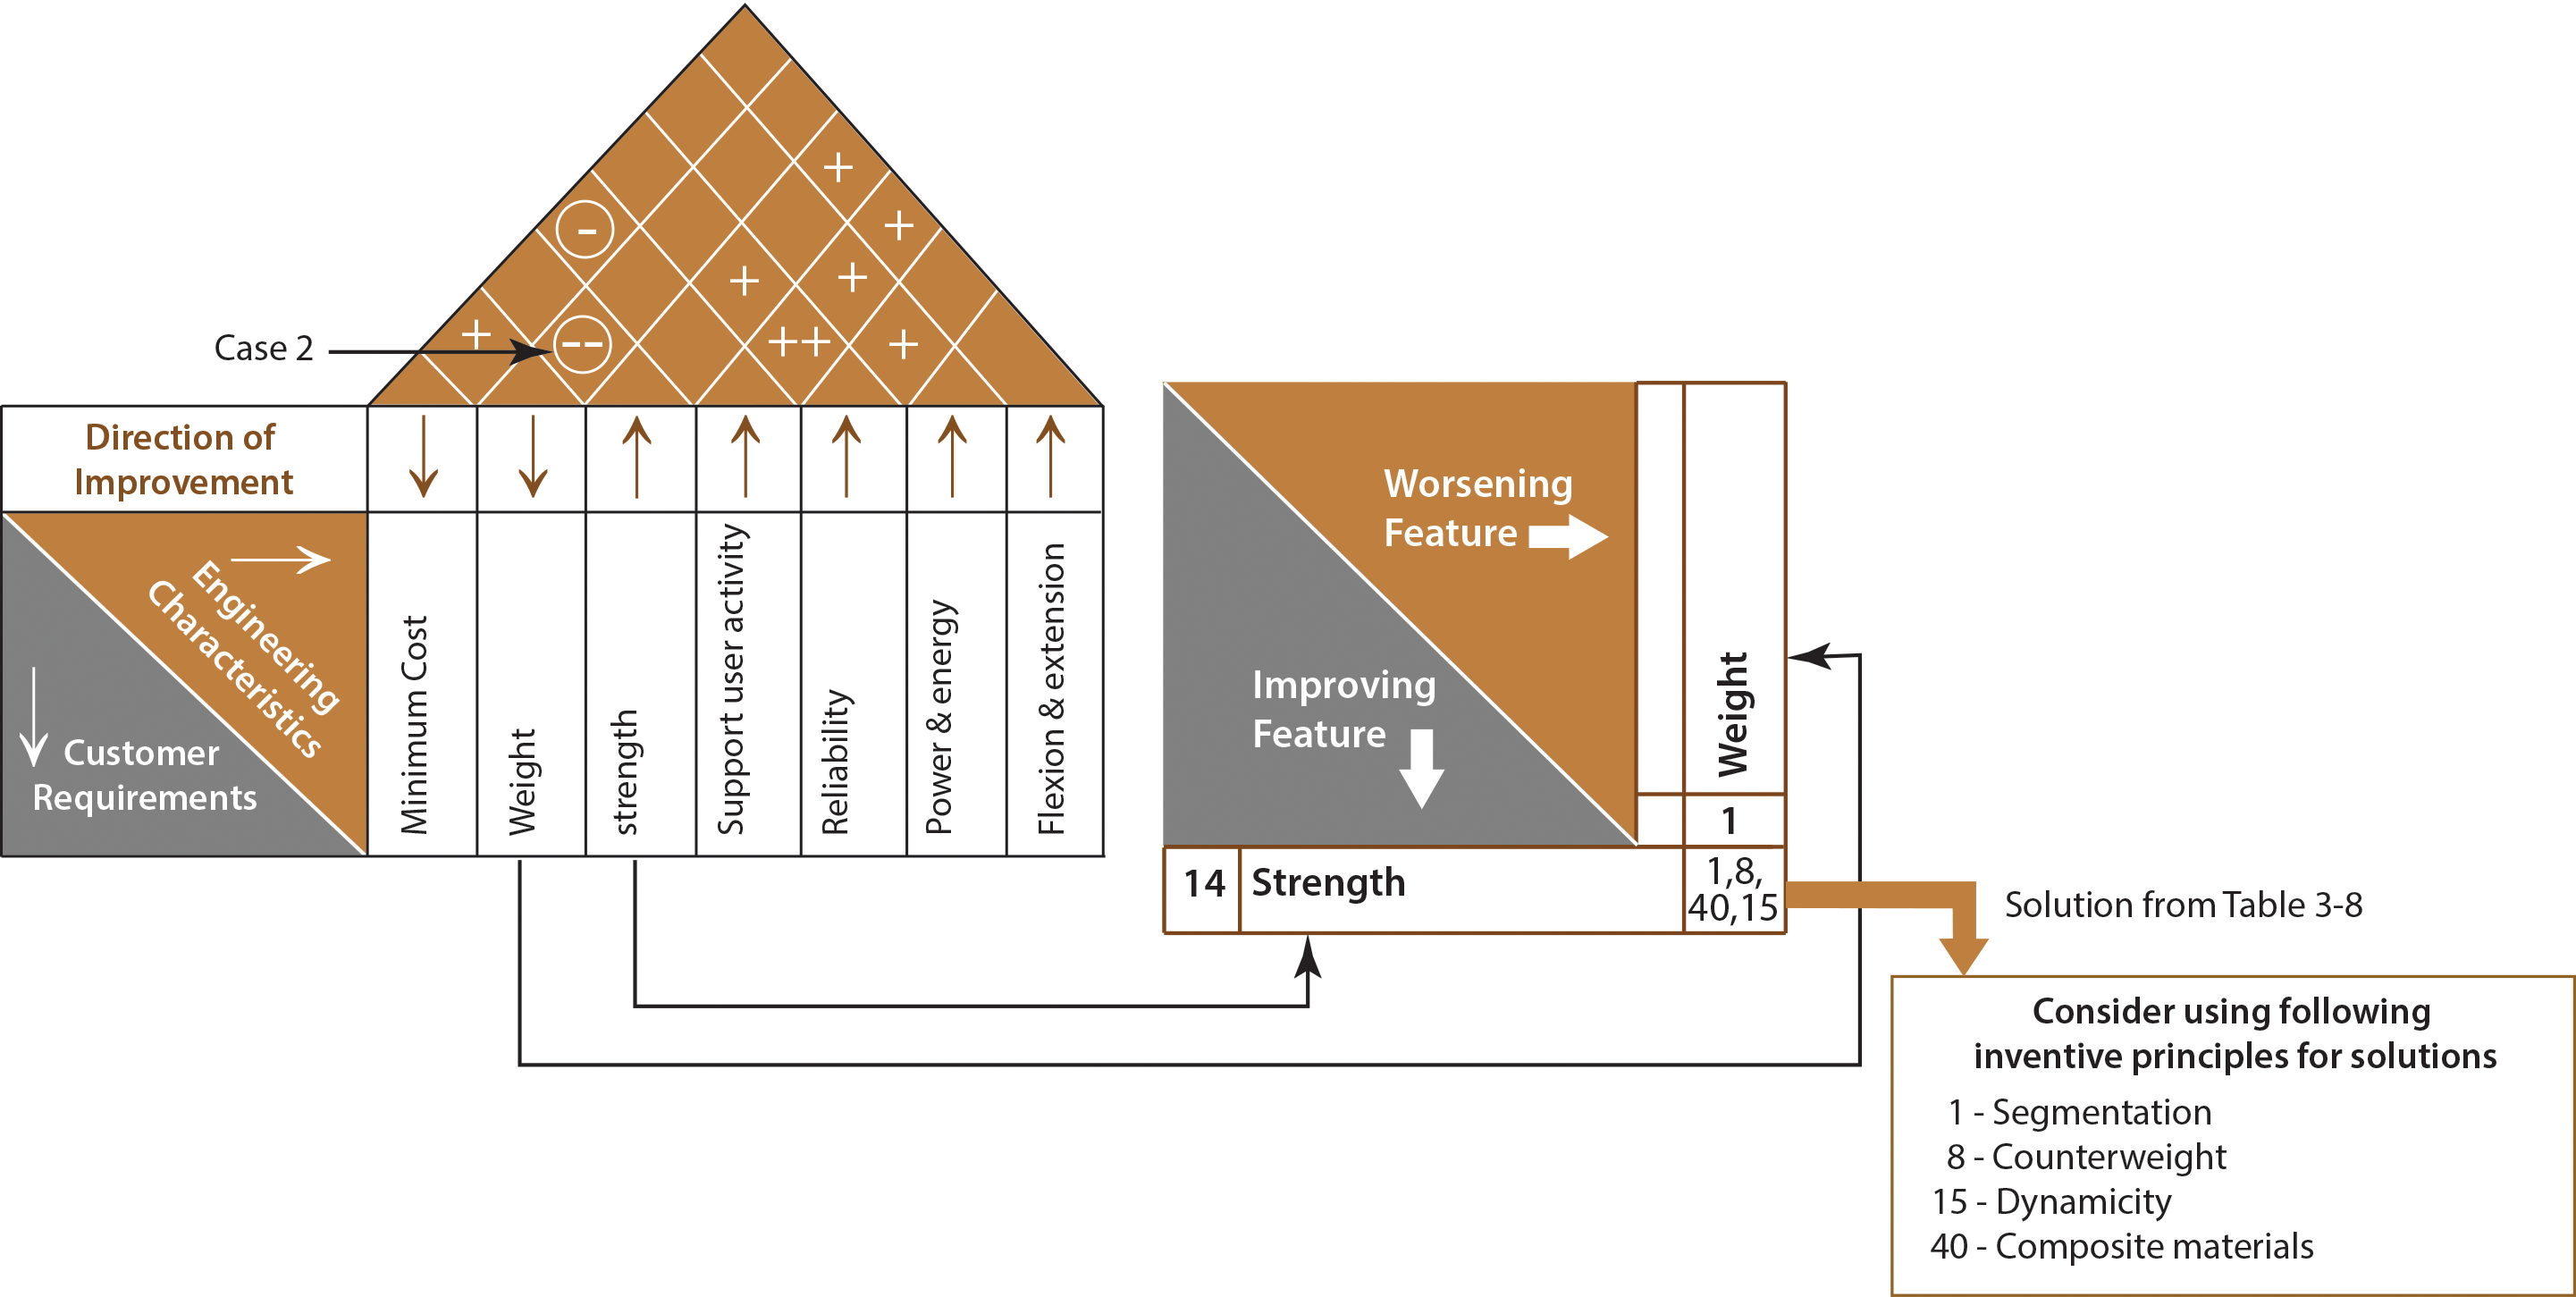 +
+
-
+
+
Case 2
+
--
++
+
Direction of
Improvement
Engineering
Characteristics
Customer
Requirements
Minimum Cost
Weight
strength
Support user activity
Reliability
Power & energy
Flexion & extension
Worsening
Feature
Improving
Feature
Weight
1
14 Strength
1,8,
40,15
Solution from Table 3-8
Consider using following
inventive principles for solutions
1 - Segmentation
8 - Counterweight
15 - Dynamicity
40 - Composite materials